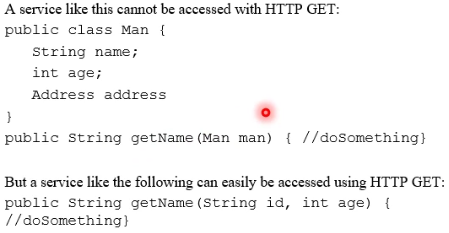 A service like this cannot be accessed with HTTP GET:
public class Man {
String name;
int age;
Address address
}
public String getName(Man man) { //doSomething}
But a service like the following can easily be accessed using HTTP GET:
public String getName(String id, int age) {
//doSomething}